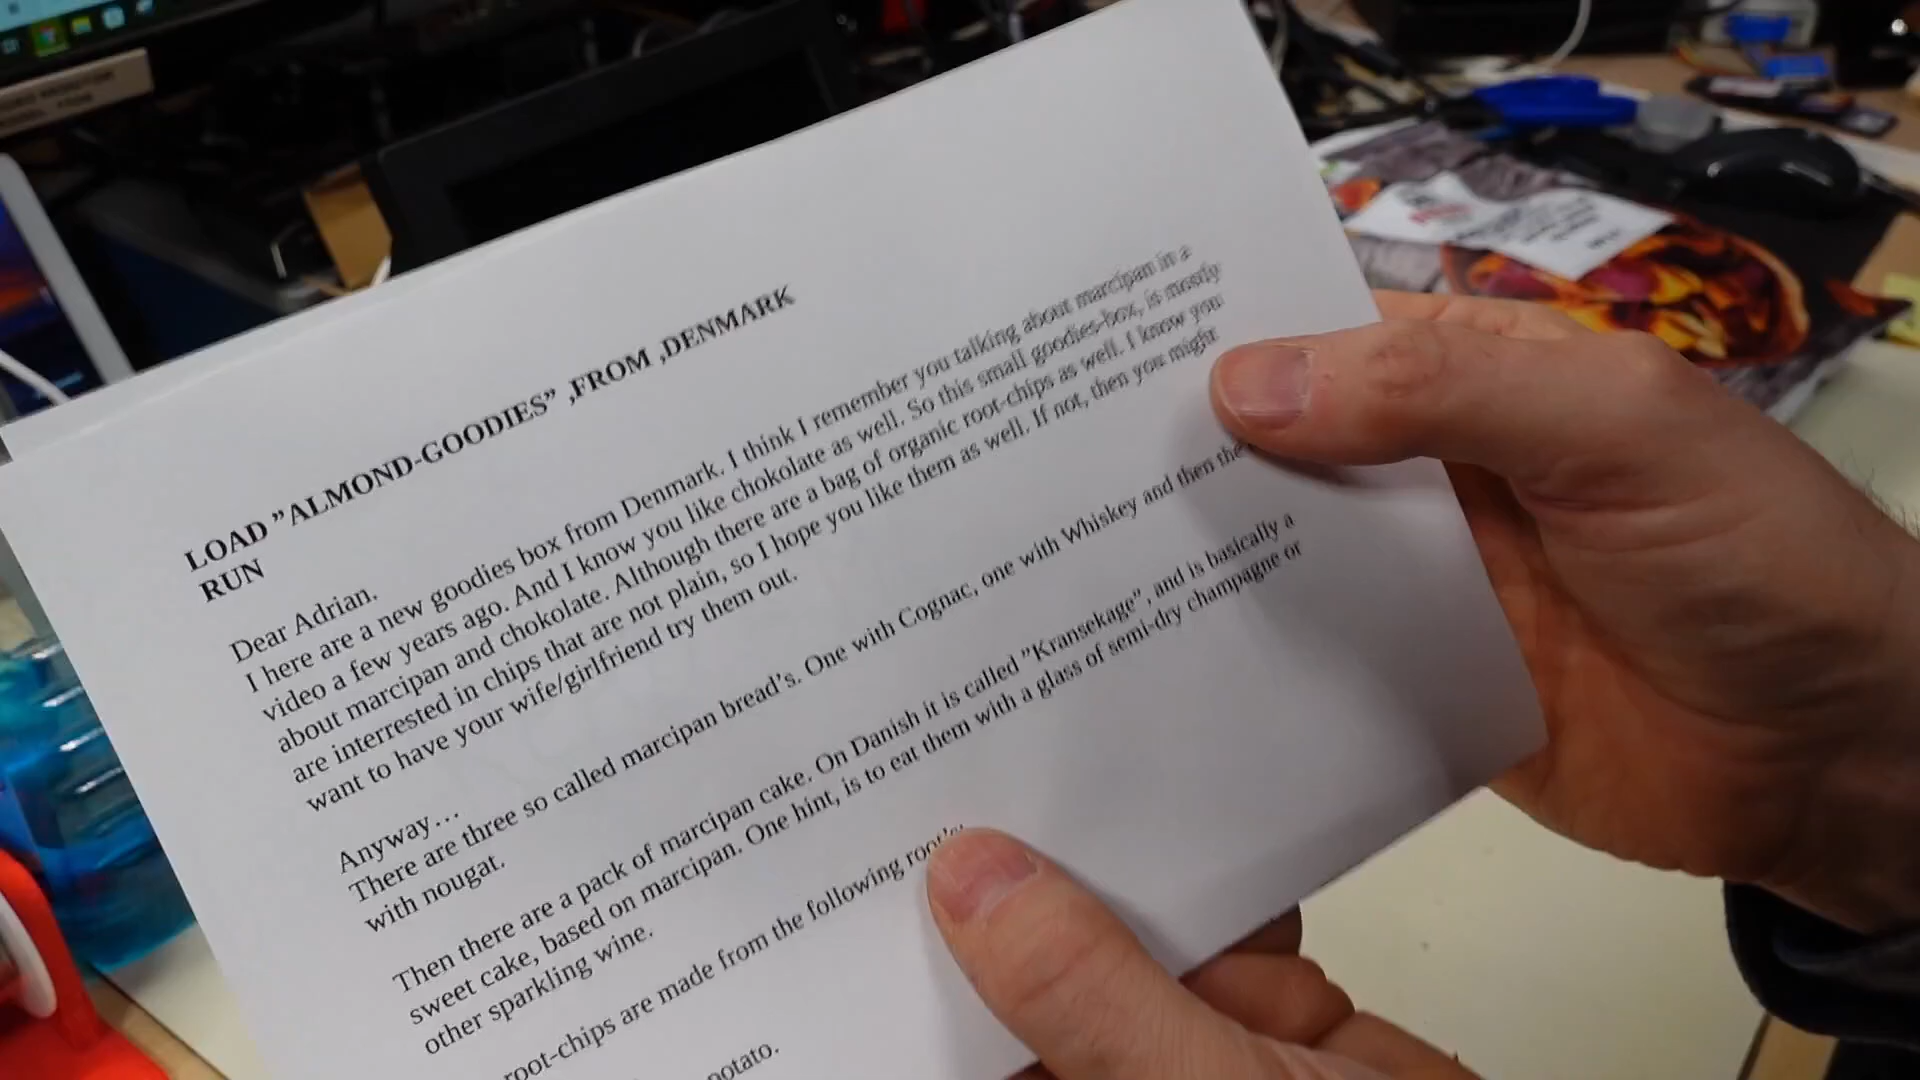 LOAD ”ALMOND-GOODIES” ,FROM ,DENMARK
RUN
Dear Adrian.
I here are a new goodies box from Denmark. I think I remember you talking about marcipan in a
video a few years ago. And I know you like chokolate as well. So this small goodies-box, is mostly
about marcipan and chokolate. Although there are a bag of organic root-chips as well. I know you
are interrested in chips that are not plain, so I hope you like them as well. If not, then you might
want to have your wife/girlfriend try them out.
Anyway…
There are three so called marcipan bread’s. One with Cognac, one with Whiskey and then the
with nougat.
Then there are a pack of marcipan cake. On Danish it is called ”Kransekage”, and is basically a
sweet cake, based on marcipan. One hint, is to eat them with a glass of semi-dry champagne or
other sparkling wine.
root-chips are made from the following root’s:
potato.